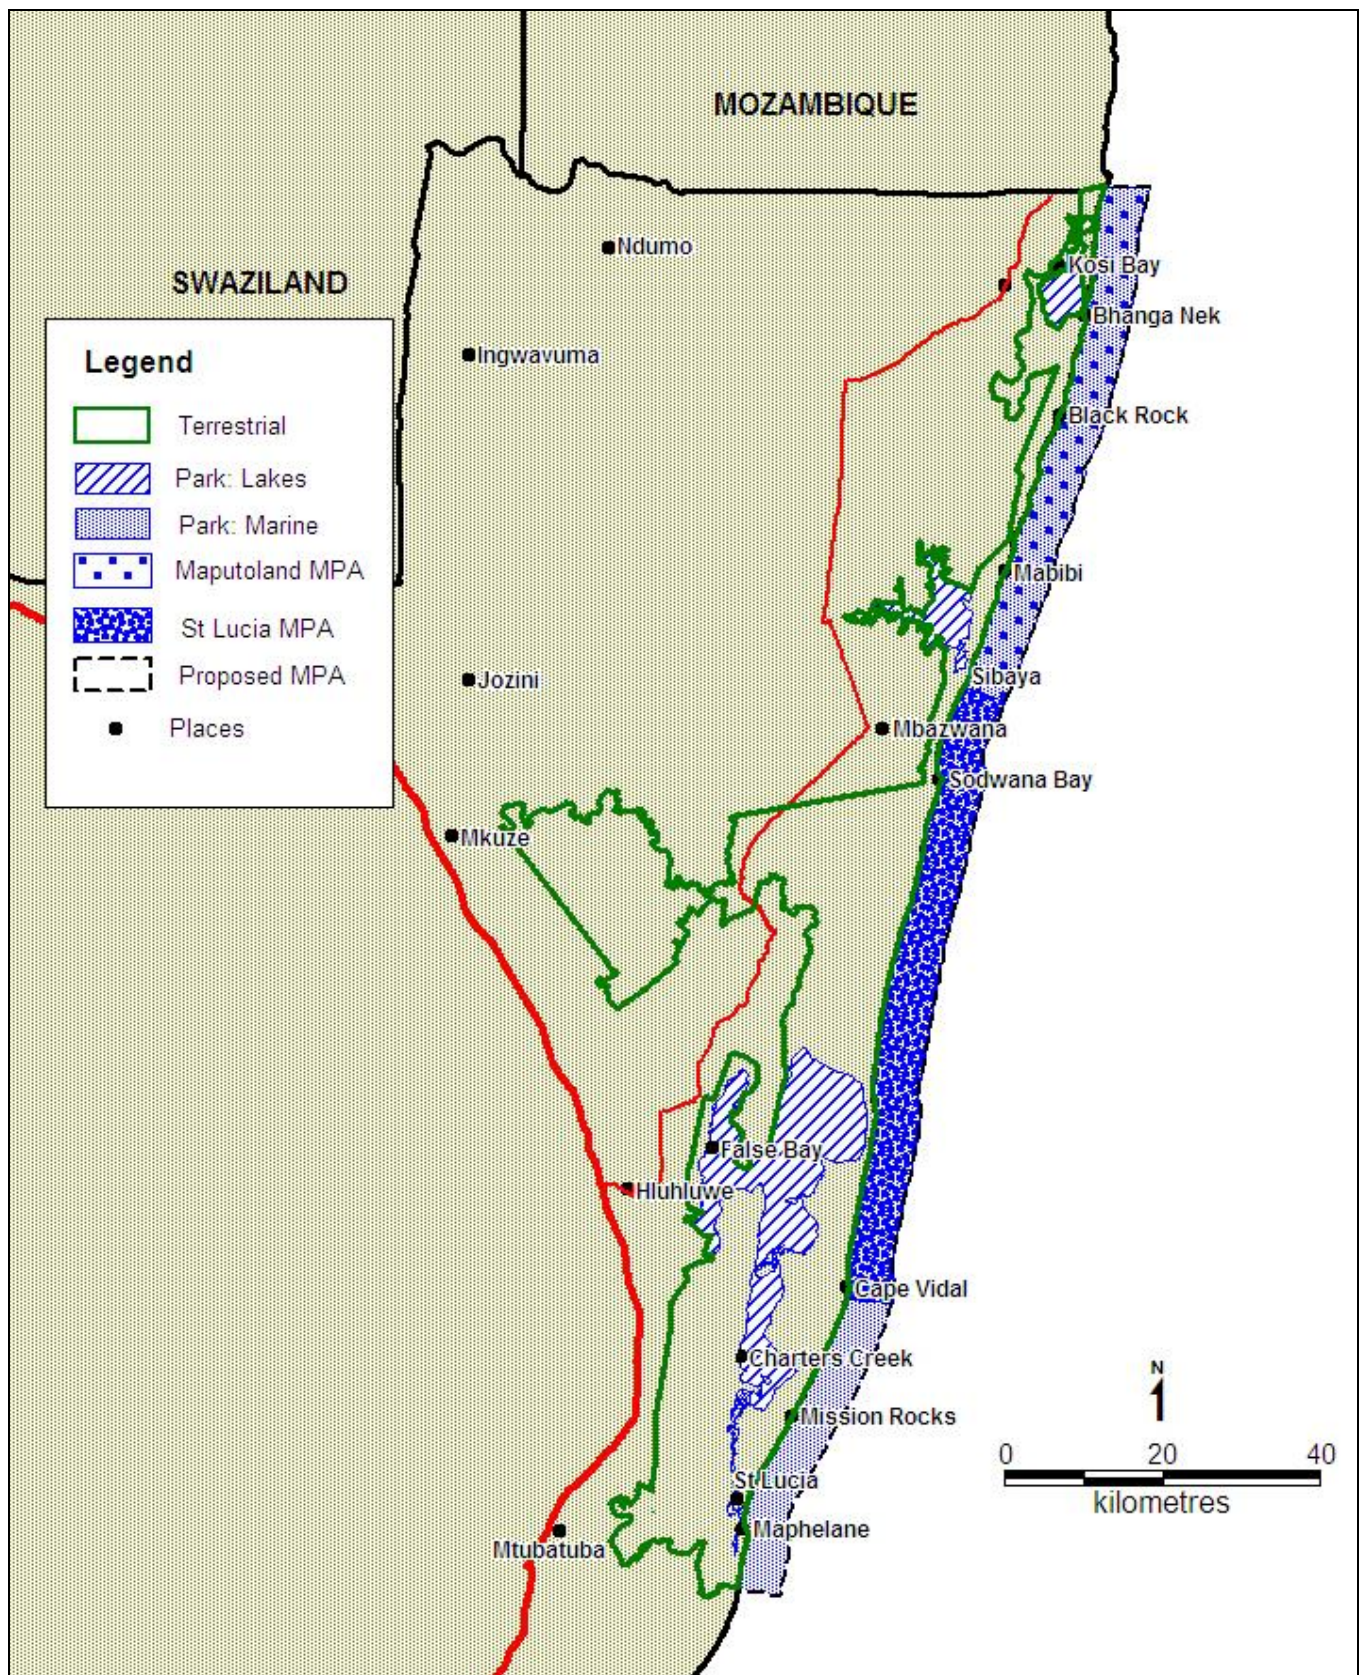 MOZAMBIQUE
Ndumo
SWAZILAND
Kosi Bay
Bhanga Nek
Ingwavuma
Black Rock
Legend
Terrestrial
Park: Lakes
Park: Marine
Maputoland MPA
St Lucia MPA
Proposed MPA
Places
Mabibi
Sibaya
Jozini
Mbazwana
Sodwana Bay
Mkuze
False Bay
Hluhluwe
Cape Vidal
Charters Creek
Mission Rocks
St Lucia
Maphelane
Mtubatuba
N
0 20 40
kilometres